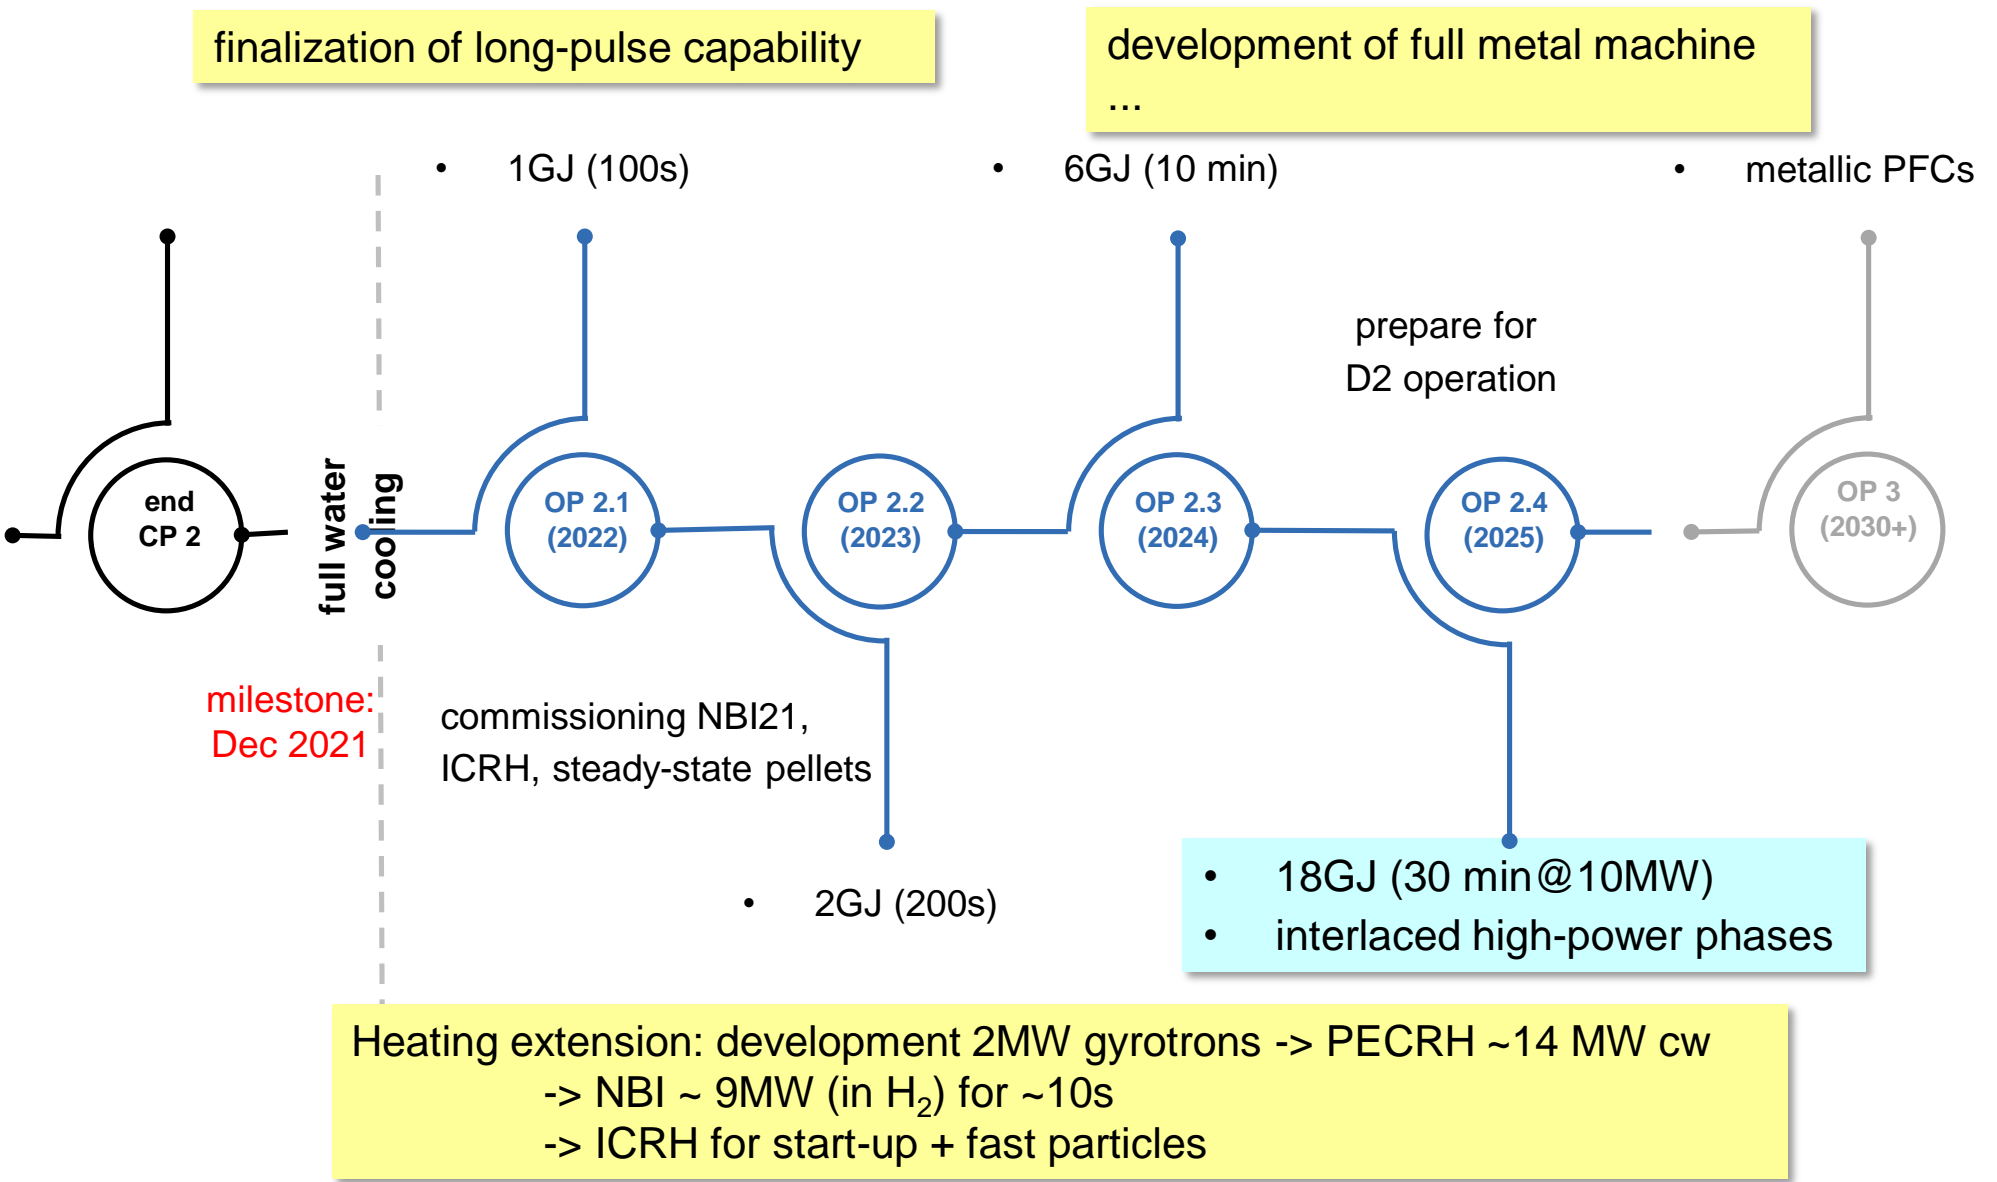 finalization of long-pulse capability
development of full metal machine
...
• 1GJ (100s)
• 6GJ (10 min)
• metallic PFCs
prepare for
D2 operation
end
CP 2
full water
cooling
OP 2.1
(2022)
OP 2.2
(2023)
OP 2.3
(2024)
OP 2.4
(2025)
OP 3
(2030+)
milestone:
Dec 2021
commissioning NBI21,
ICRH, steady-state pellets
• 2GJ (200s)
• 18GJ (30 min@10MW)
• interlaced high-power phases
Heating extension: development 2MW gyrotrons -> PECRH ~14 MW cw
-> NBI ~ 9MW (in H₂) for ~10s
-> ICRH for start-up + fast particles